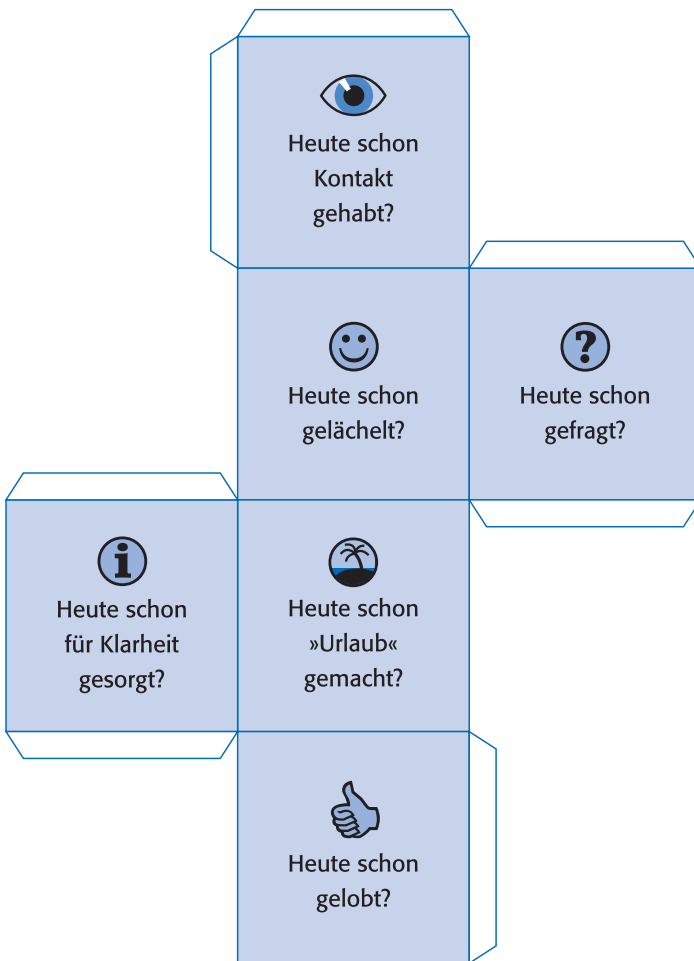 Heute schon
Kontakt
gehabt?
Heute schon
gelächelt?
Heute schon
gefragt?
Heute schon
für Klarheit
gesorgt?
Heute schon
»Urlaub«
gemacht?
Heute schon
gelobt?